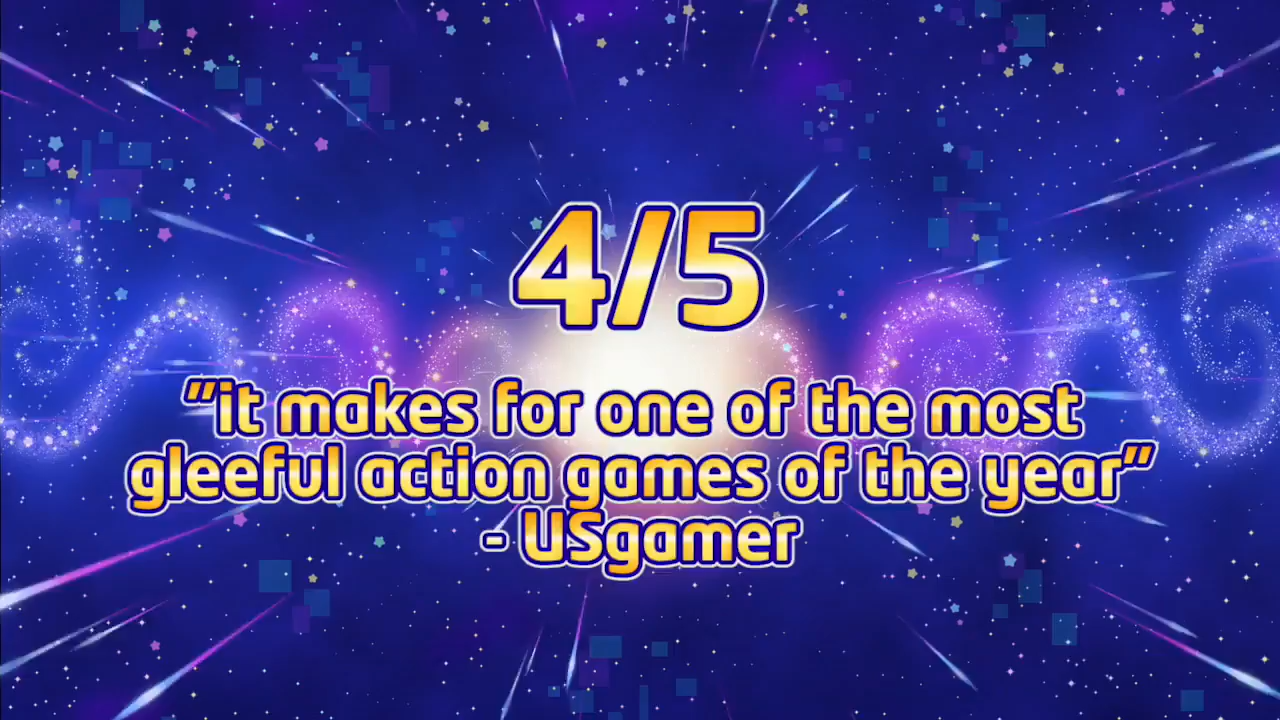 4/5
"it makes for one of the most
gleeful action games of the year"
- USgamer